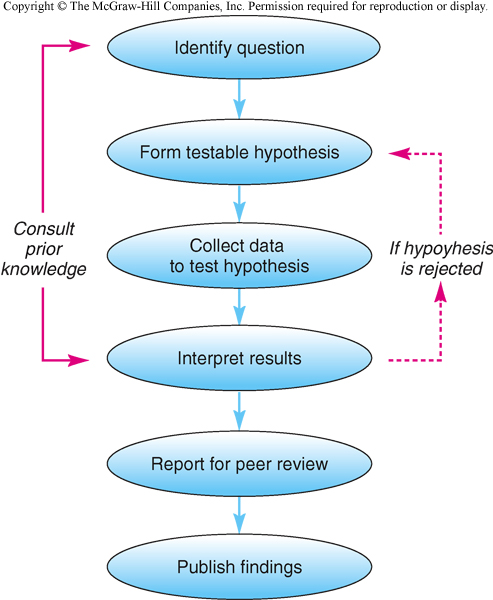 Copyright © The McGraw-Hill Companies, Inc. Permission required for reproduction or display.
Identify question
Form testable hypothesis
Consult
prior
knowledge
Collect data
to test hypothesis
If hypoyhesis
is rejected
Interpret results
Report for peer review
Publish findings